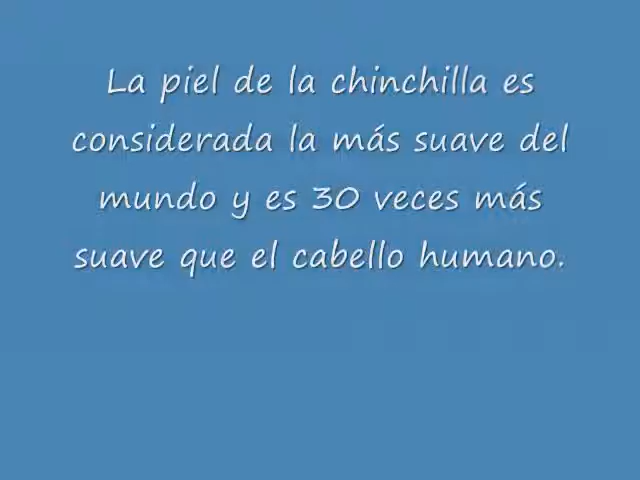 La piel de la chinchilla es
considerada la más suave del
mundo y es 30 veces más
suave que el cabello humano.